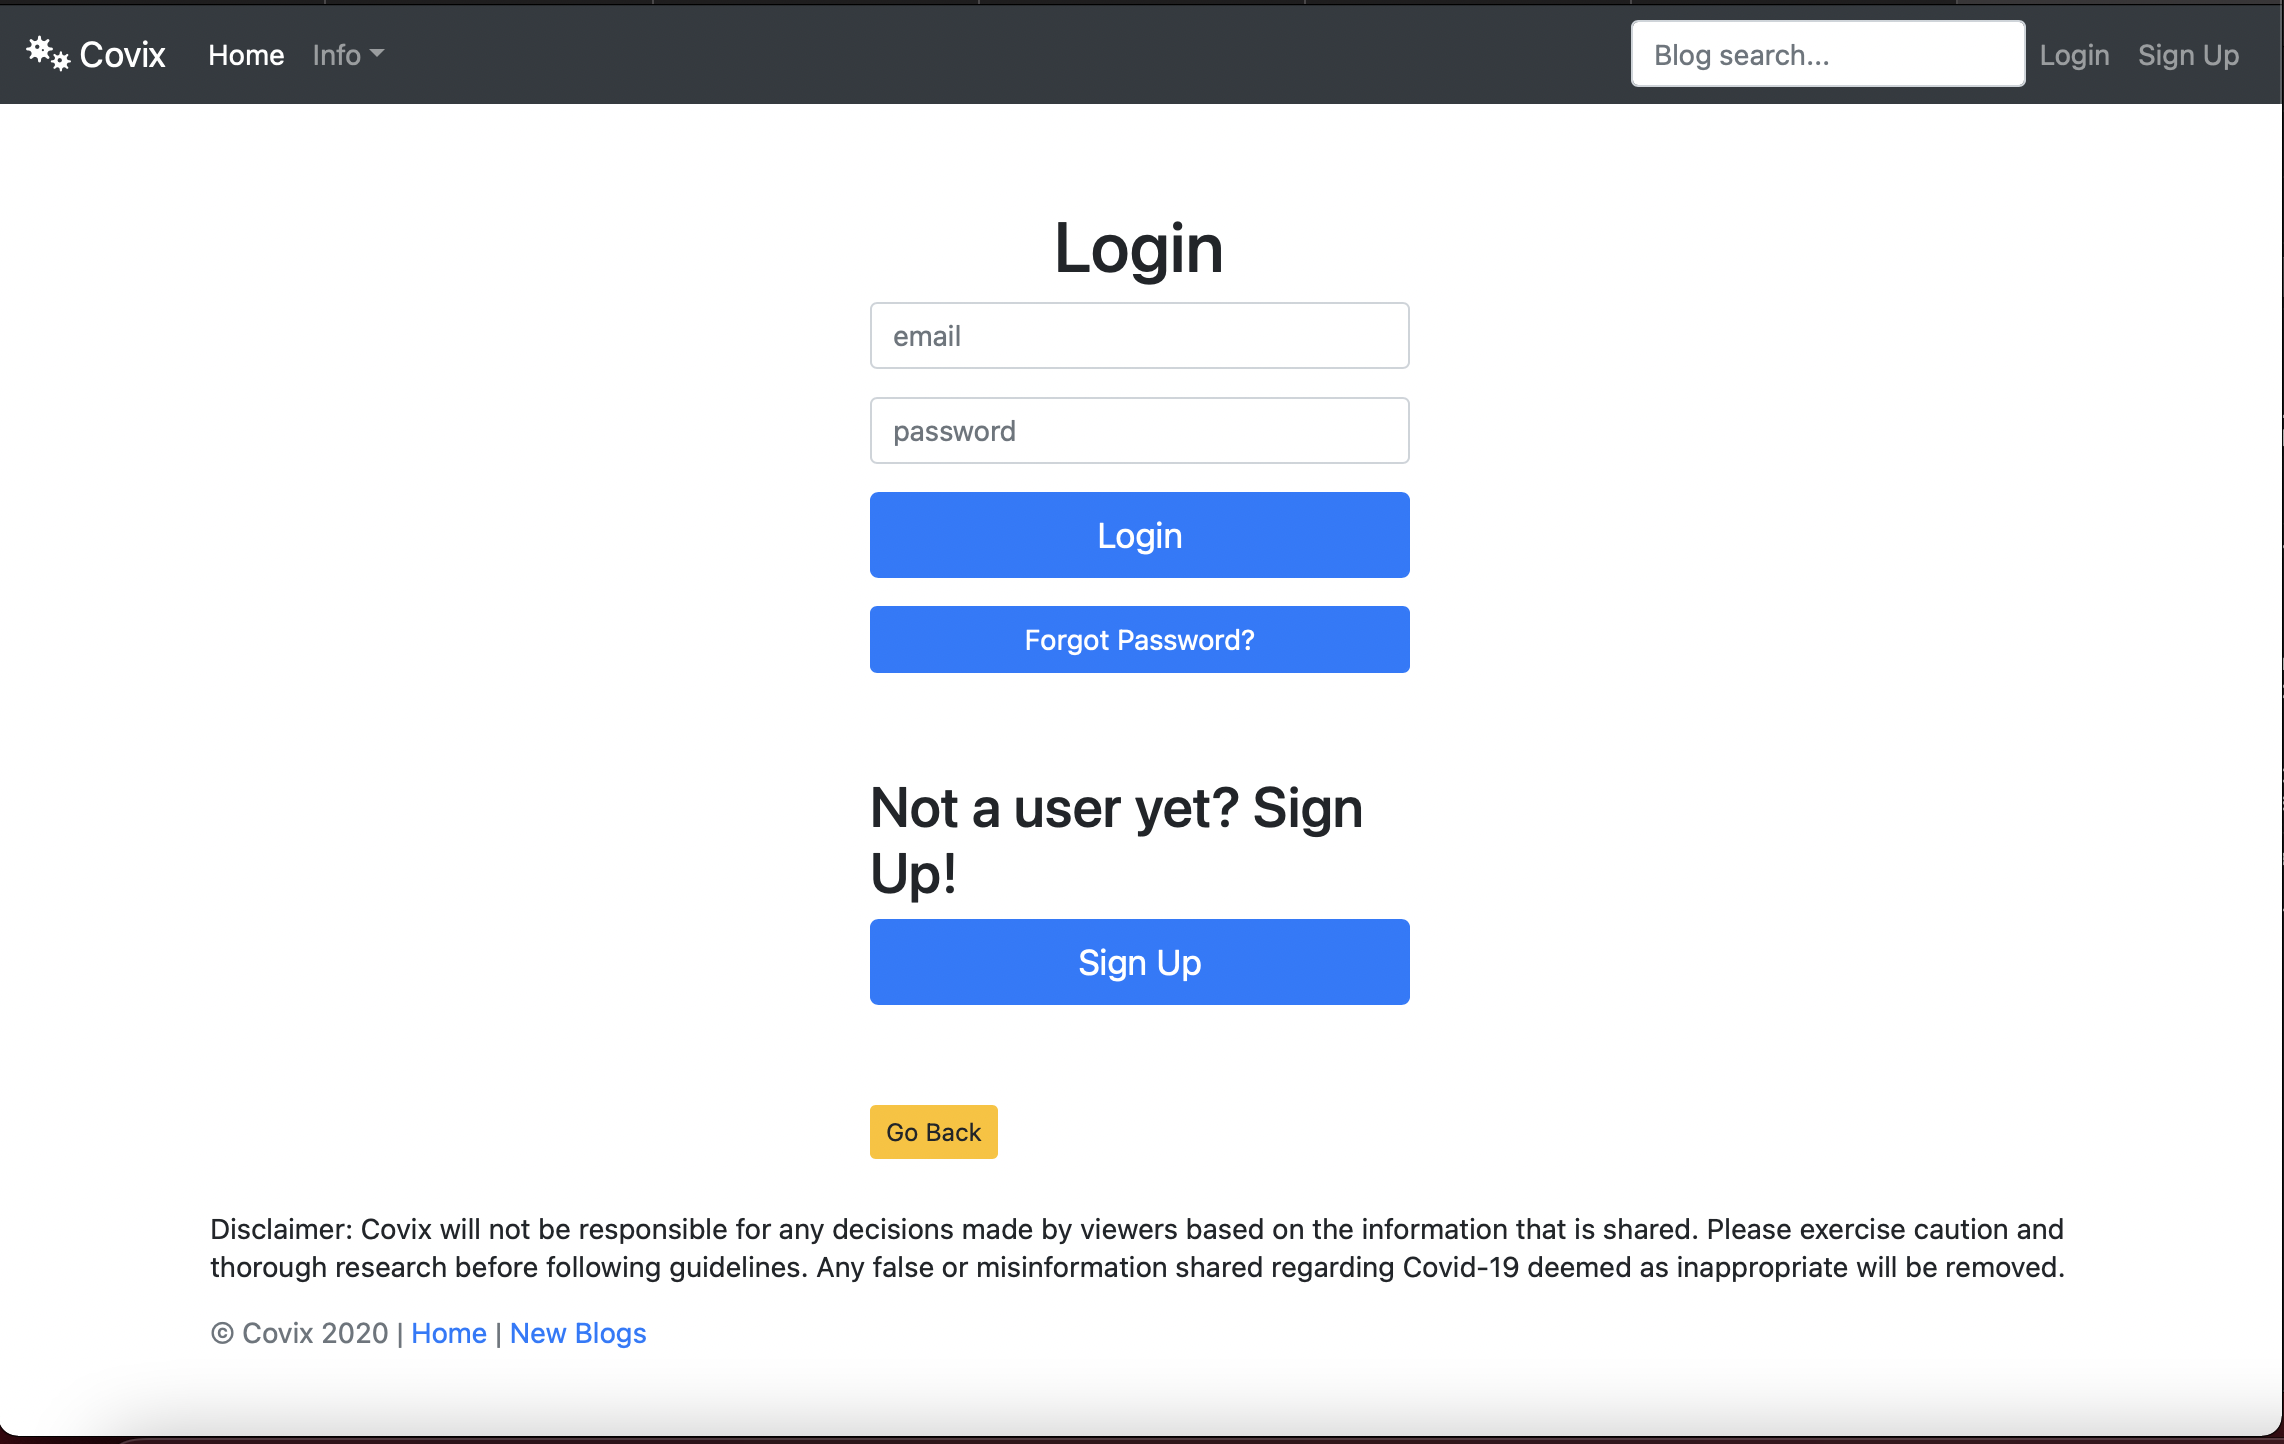 Covix Home Info Blog search... Login Sign Up
Login
email
password
Login
Forgot Password?
Not a user yet? Sign
Up!
Sign Up
Go Back
Disclaimer: Covix will not be responsible for any decisions made by viewers based on the information that is shared. Please exercise caution and
thorough research before following guidelines. Any false or misinformation shared regarding Covid-19 deemed as inappropriate will be removed.
© Covix 2020 | Home | New Blogs